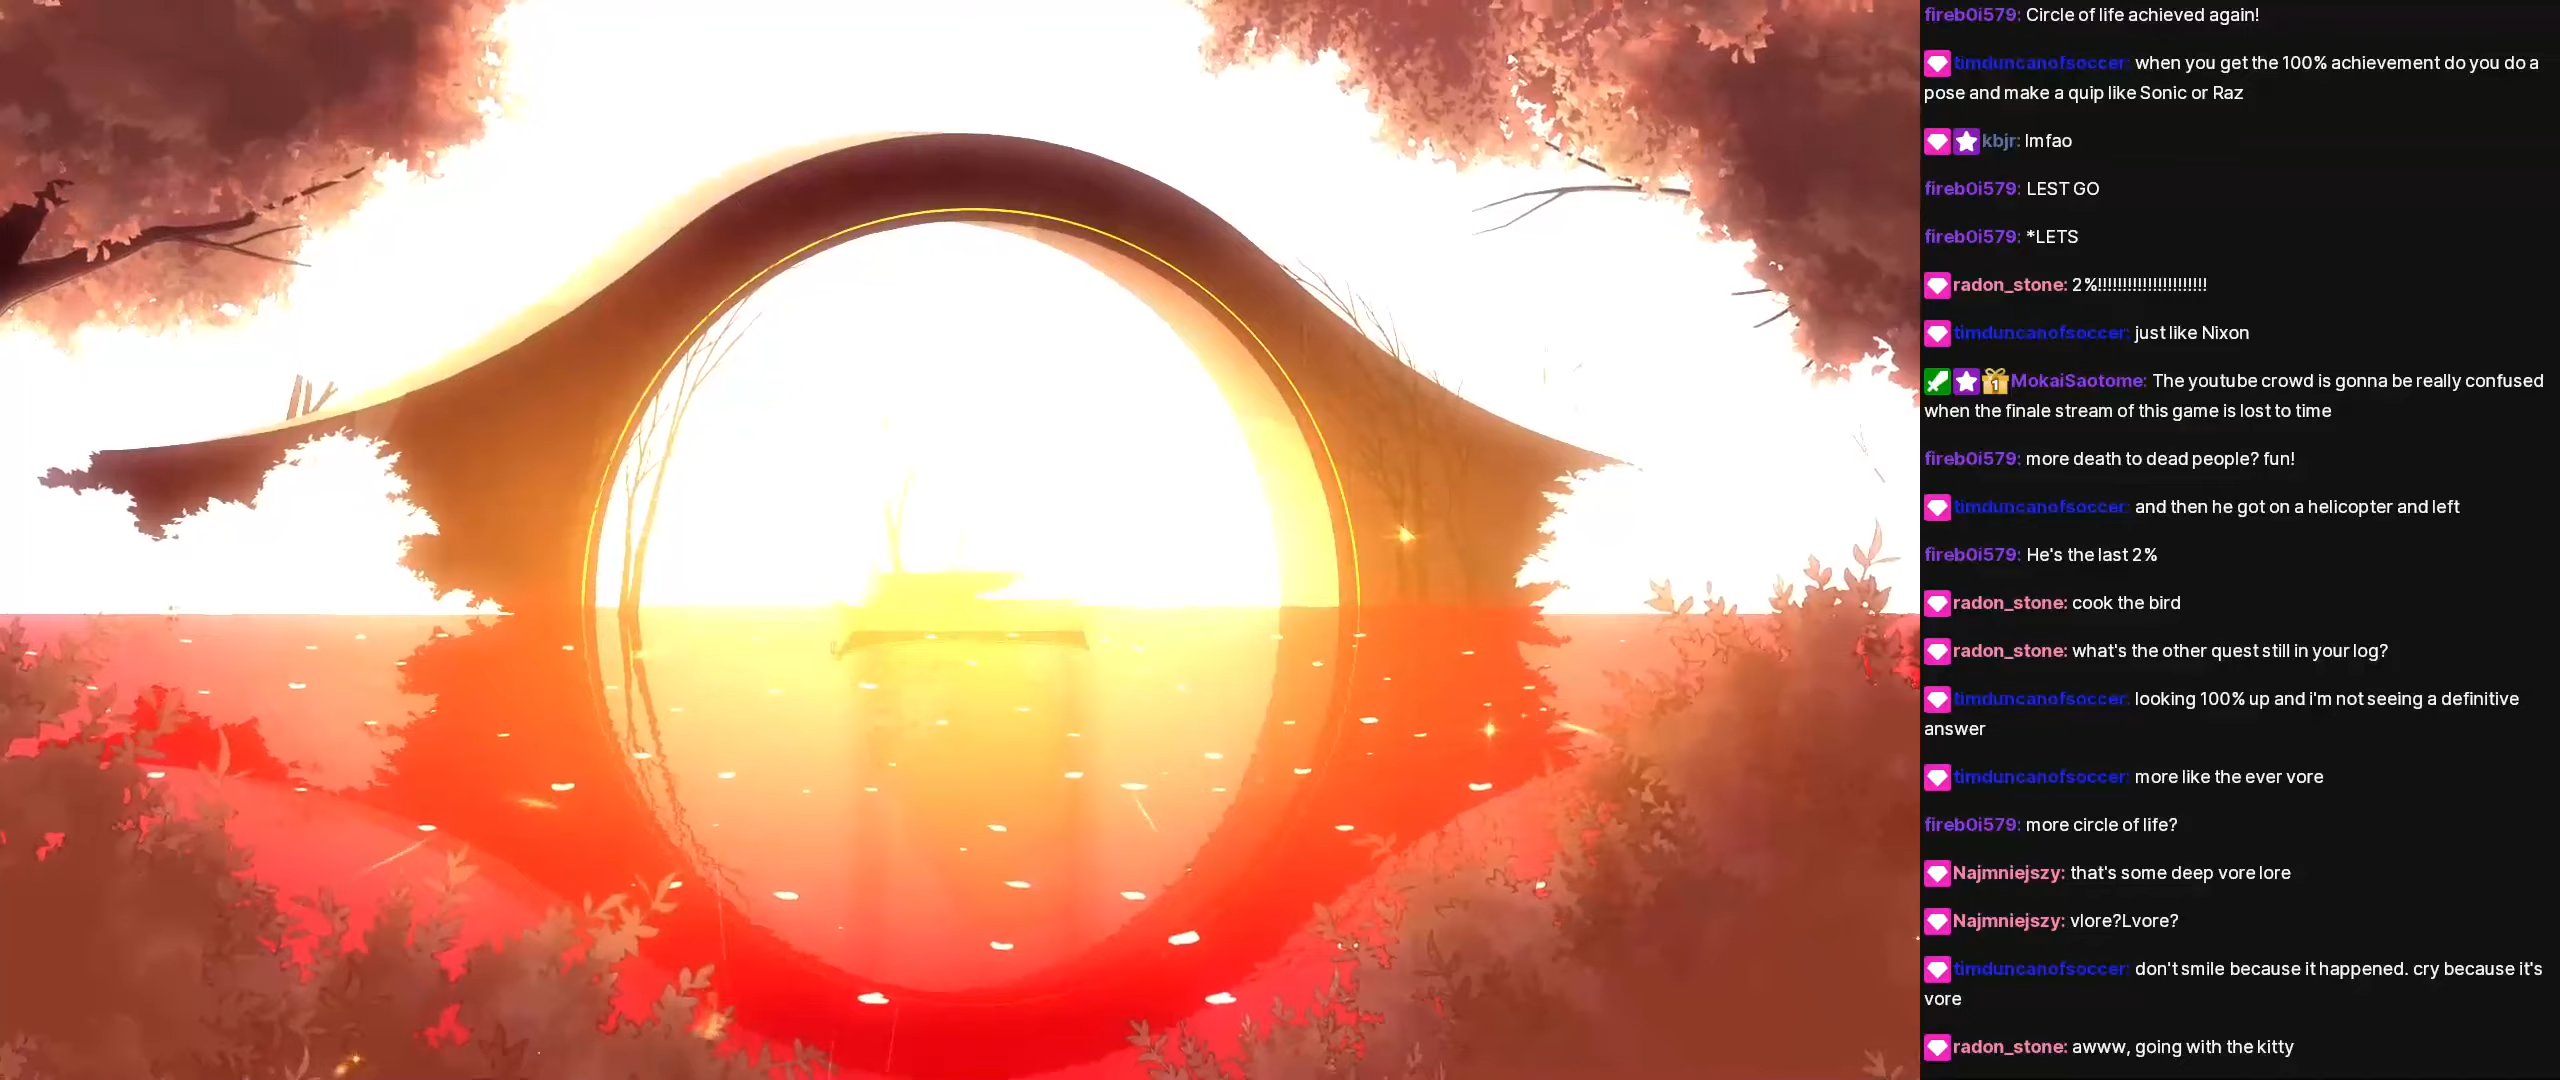 fireb0i579: Circle of life achieved again!
timduncanofsoccer: when you get the 100% achievement do you do a
pose and make a quip like Sonic or Raz
kbjr: lmfao
fireb0i579: LEST GO
fireb0i579: *LETS
radon_stone: 2%!!!!!!!!!!!!!!!!!!!!!!
timduncanofsoccer: just like Nixon
1 MokaiSaotome: The youtube crowd is gonna be really confused
when the finale stream of this game is lost to time
fireb0i579: more death to dead people? fun!
timduncanofsoccer: and then he got on a helicopter and left
fireb0i579: He's the last 2%
radon_stone: cook the bird
radon_stone: what's the other quest still in your log?
timduncanofsoccer: looking 100% up and i'm not seeing a definitive
answer
timduncanofsoccer: more like the ever vore
fireb0i579: more circle of life?
Najmniejszy: that's some deep vore lore
Najmniejszy: vlore?Lvore?
timduncanofsoccer: don't smile because it happened. cry because it's
vore
radon_stone: awww, going with the kitty